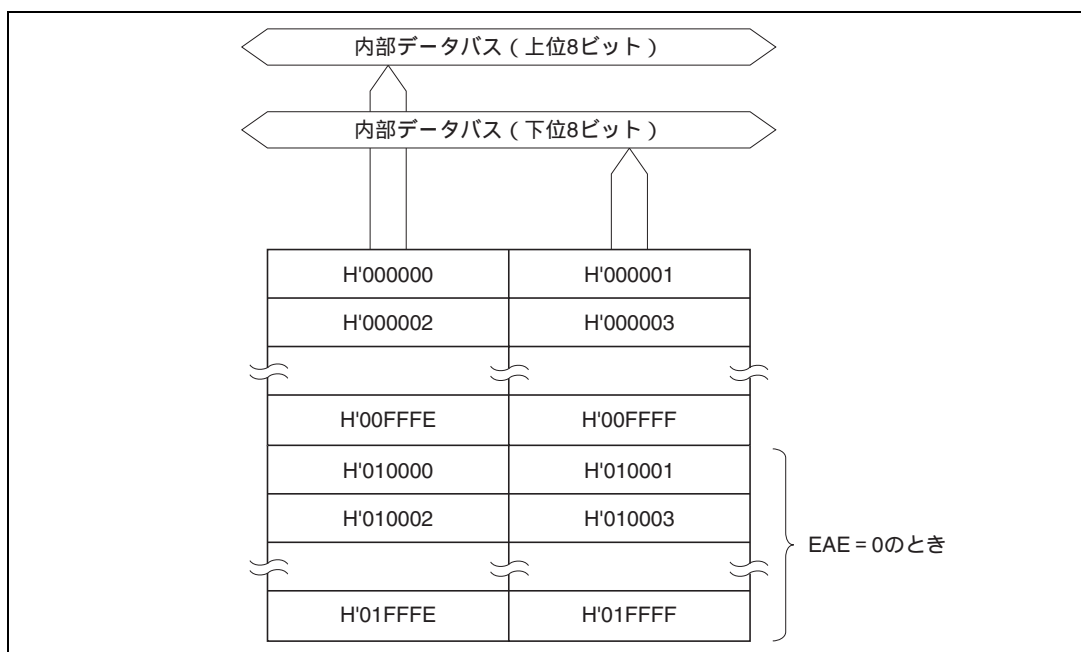 内部データバス（上位8ビット）
内部データバス（下位8ビット）
H'000000 H'000001
H'000002 H'000003
H'00FFFE H'00FFFF
H'010000 H'010001
H'010002 H'010003
EAE = 0のとき
H'01FFFE H'01FFFF